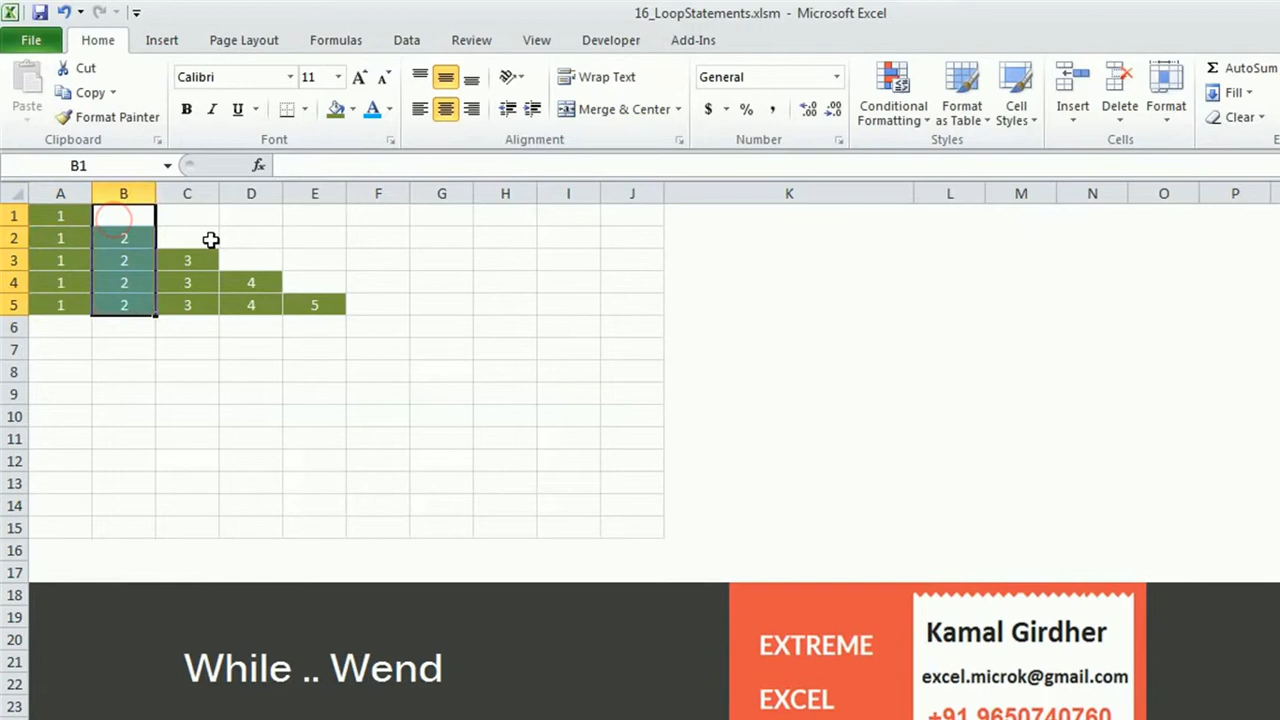 16_LoopStatements.xlsm - Microsoft Excel
File Home Insert Page Layout Formulas Data Review View Developer Add-Ins
Cut
Copy
Format Painter
Paste
Clipboard
Calibri 11
B I U
Font
Wrap Text
Merge & Center
Alignment
General
$ % ,
Number
Conditional Formatting
Format as Table
Cell Styles
Styles
Insert Delete Format
Cells
AutoSum
Fill
Clear
B1 fx
A B C D E F G H I J K L M N O P
1 1
2 1 2
3 1 2 3
4 1 2 3 4
5 1 2 3 4 5
6
7
8
9
10
11
12
13
14
15
16
17
18
19
20
21
22
23
While .. Wend
EXTREME
EXCEL
Kamal Girdher
excel.microk@gmail.com
+91 9650740760